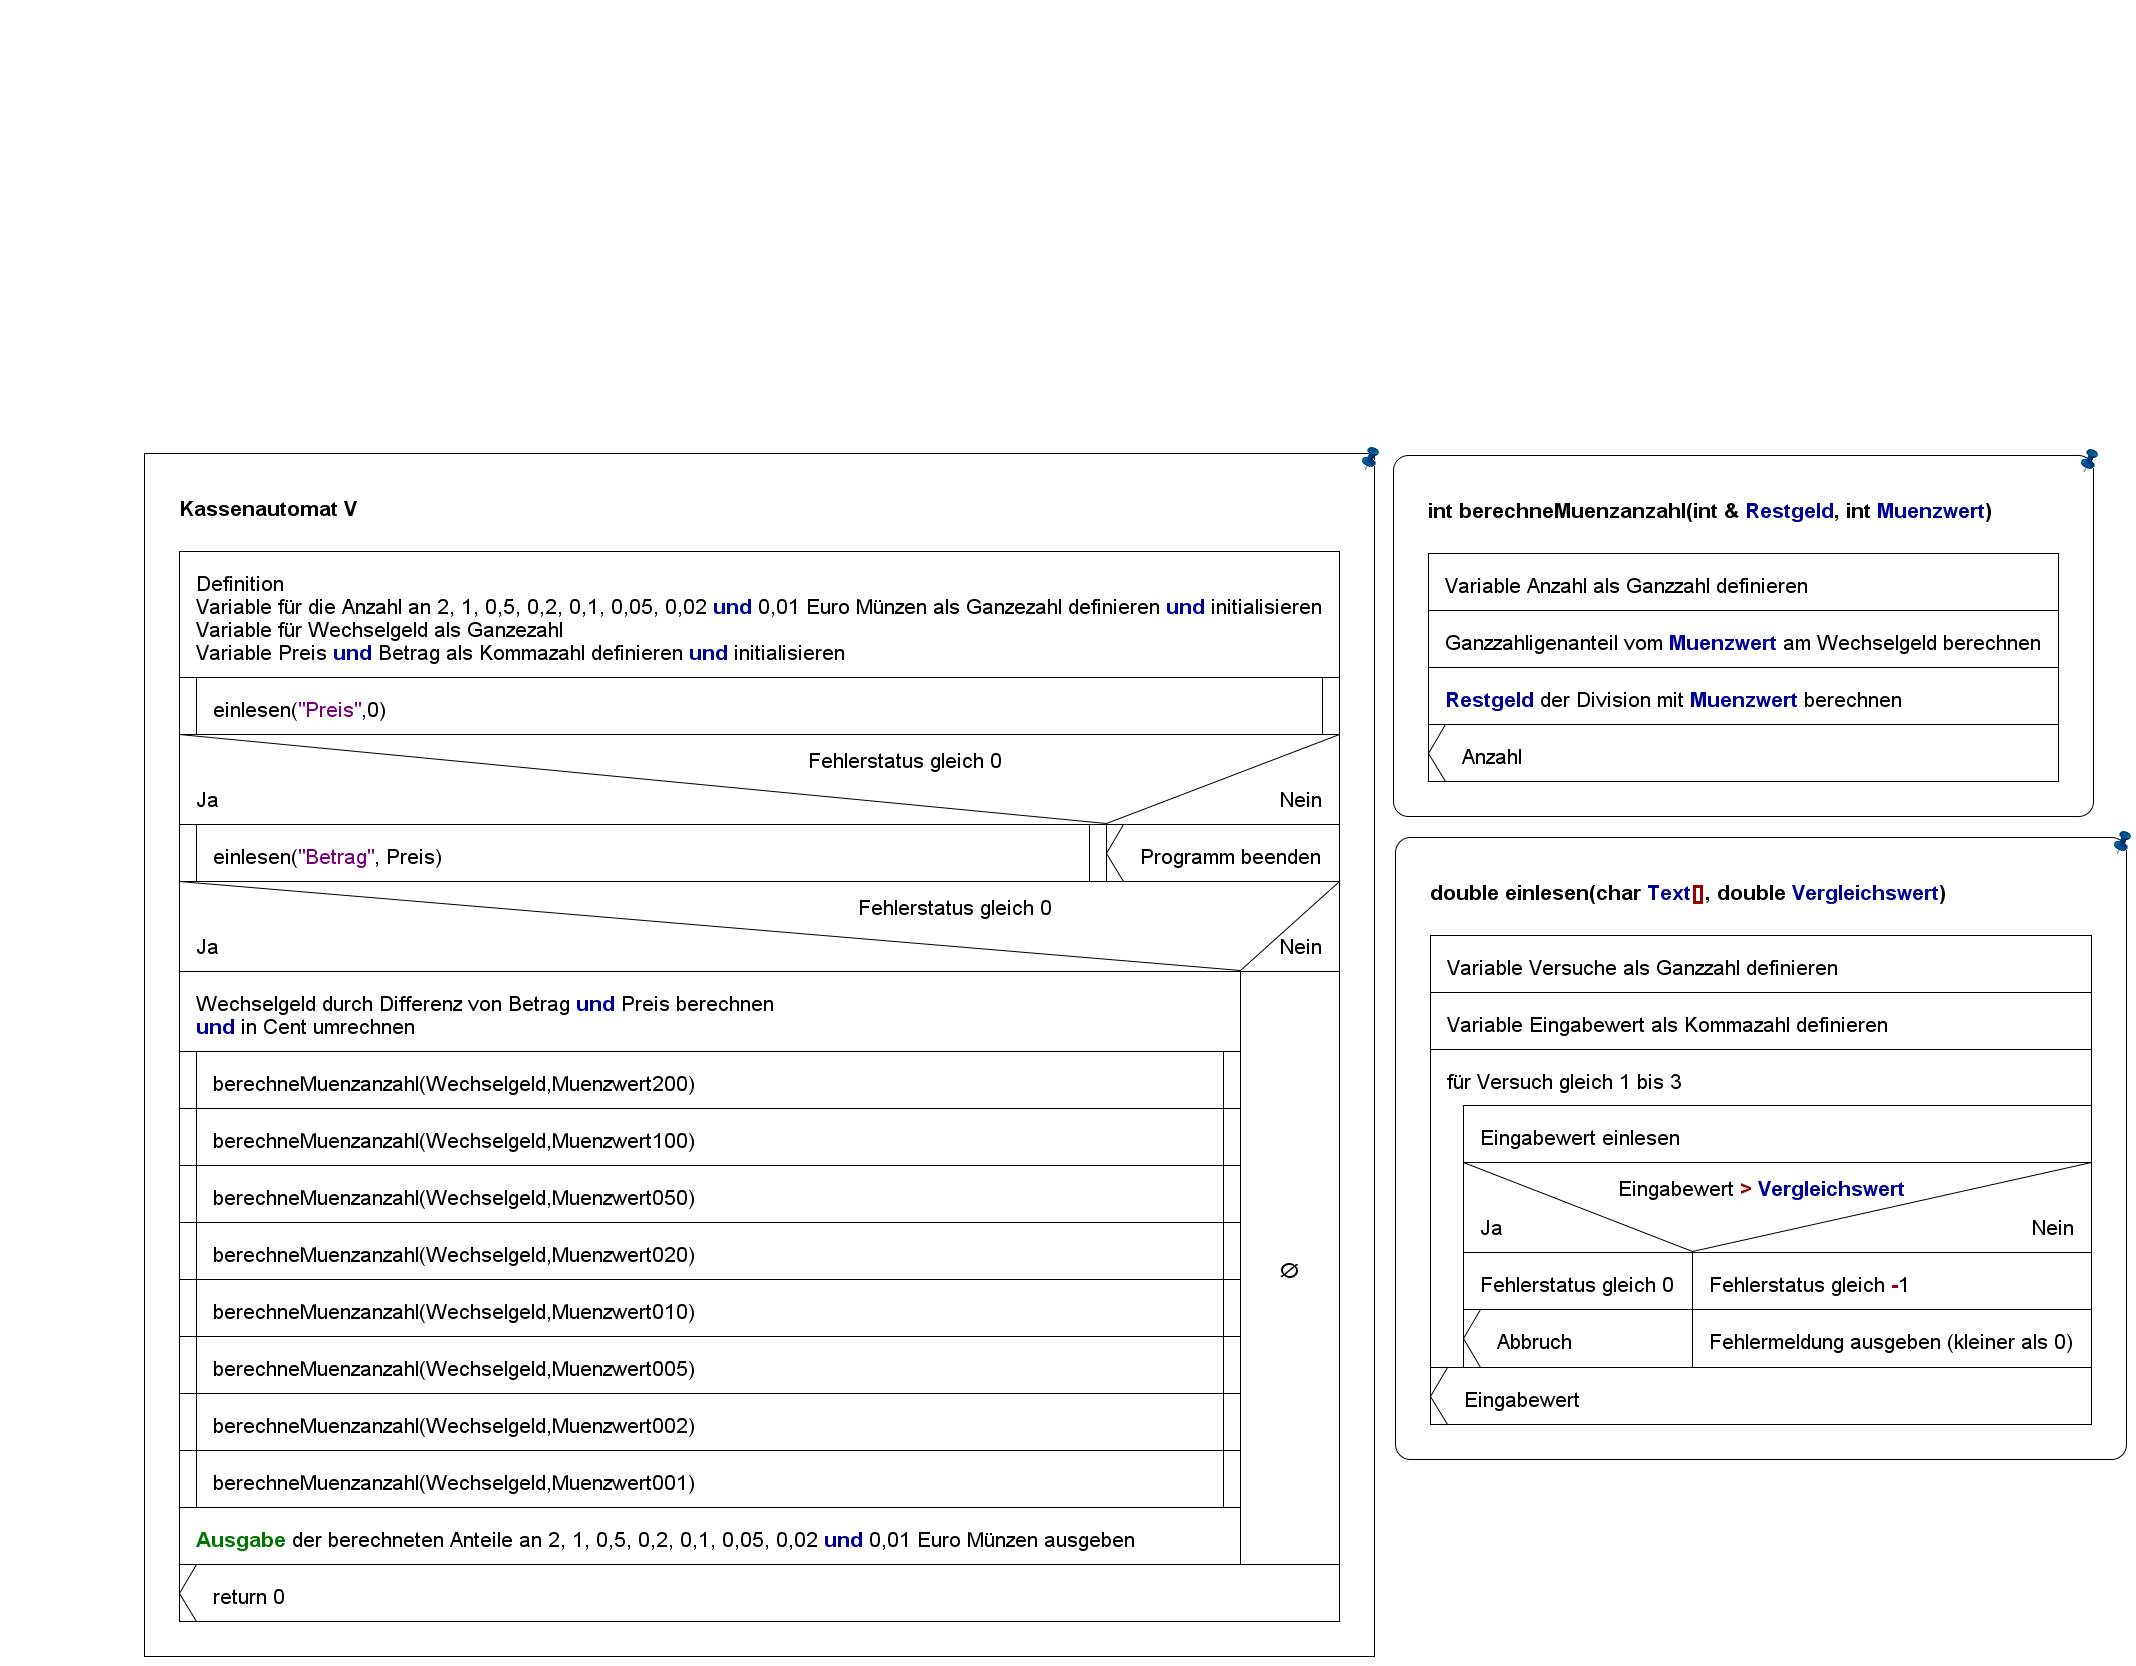 Kassenautomat V
Definition
Variable für die Anzahl an 2, 1, 0,5, 0,2, 0,1, 0,05, 0,02 und 0,01 Euro Münzen als Ganzezahl definieren und initialisieren
Variable für Wechselgeld als Ganzezahl
Variable Preis und Betrag als Kommazahl definieren und initialisieren
einlesen("Preis",0)
Fehlerstatus gleich 0
Ja
Nein
einlesen("Betrag", Preis)
Programm beenden
Fehlerstatus gleich 0
Ja
Nein
Wechselgeld durch Differenz von Betrag und Preis berechnen
und in Cent umrechnen
berechneMuenzanzahl(Wechselgeld,Muenzwert200)
berechneMuenzanzahl(Wechselgeld,Muenzwert100)
berechneMuenzanzahl(Wechselgeld,Muenzwert050)
berechneMuenzanzahl(Wechselgeld,Muenzwert020)
berechneMuenzanzahl(Wechselgeld,Muenzwert010)
berechneMuenzanzahl(Wechselgeld,Muenzwert005)
berechneMuenzanzahl(Wechselgeld,Muenzwert002)
berechneMuenzanzahl(Wechselgeld,Muenzwert001)
∅
Ausgabe der berechneten Anteile an 2, 1, 0,5, 0,2, 0,1, 0,05, 0,02 und 0,01 Euro Münzen ausgeben
return 0
int berechneMuenzanzahl(int & Restgeld, int Muenzwert)
Variable Anzahl als Ganzzahl definieren
Ganzzahligenanteil vom Muenzwert am Wechselgeld berechnen
Restgeld der Division mit Muenzwert berechnen
Anzahl
double einlesen(char Text[], double Vergleichswert)
Variable Versuche als Ganzzahl definieren
Variable Eingabewert als Kommazahl definieren
für Versuch gleich 1 bis 3
Eingabewert einlesen
Eingabewert > Vergleichswert
Ja
Nein
Fehlerstatus gleich 0
Fehlerstatus gleich -1
Abbruch
Fehlermeldung ausgeben (kleiner als 0)
Eingabewert